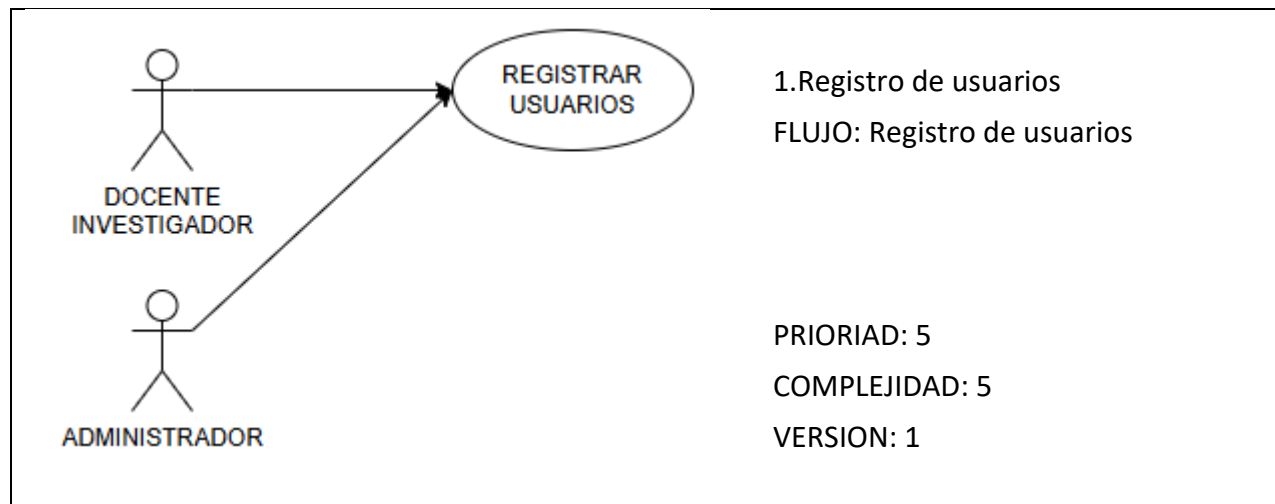 REGISTRAR
USUARIOS
DOCENTE
INVESTIGADOR
ADMINISTRADOR
1.Registro de usuarios
FLUJO: Registro de usuarios
PRIORIAD: 5
COMPLEJIDAD: 5
VERSION: 1